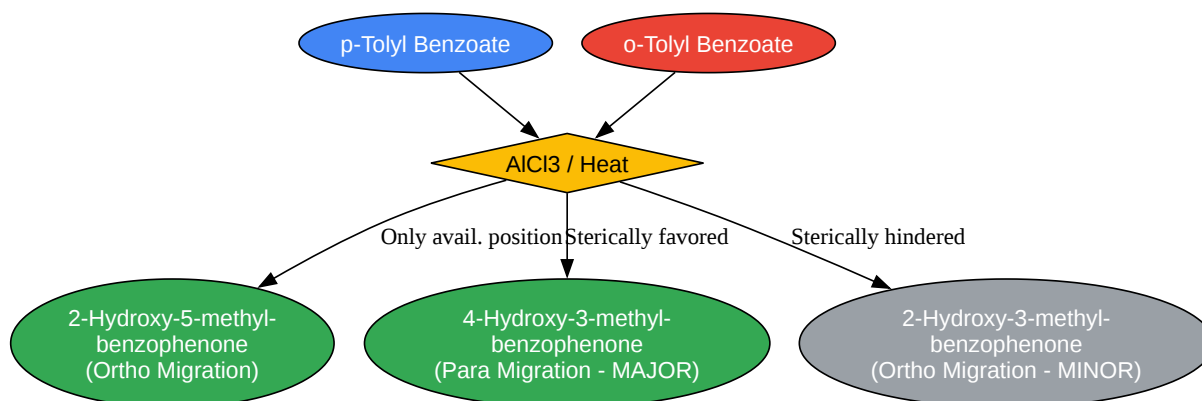 p-Tolyl Benzoate
o-Tolyl Benzoate
AlCl3 / Heat
Only avail. position
Sterically favored
Sterically hindered
2-Hydroxy-5-methyl-
benzophenone
(Ortho Migration)
4-Hydroxy-3-methyl-
benzophenone
(Para Migration - MAJOR)
2-Hydroxy-3-methyl-
benzophenone
(Ortho Migration - MINOR)